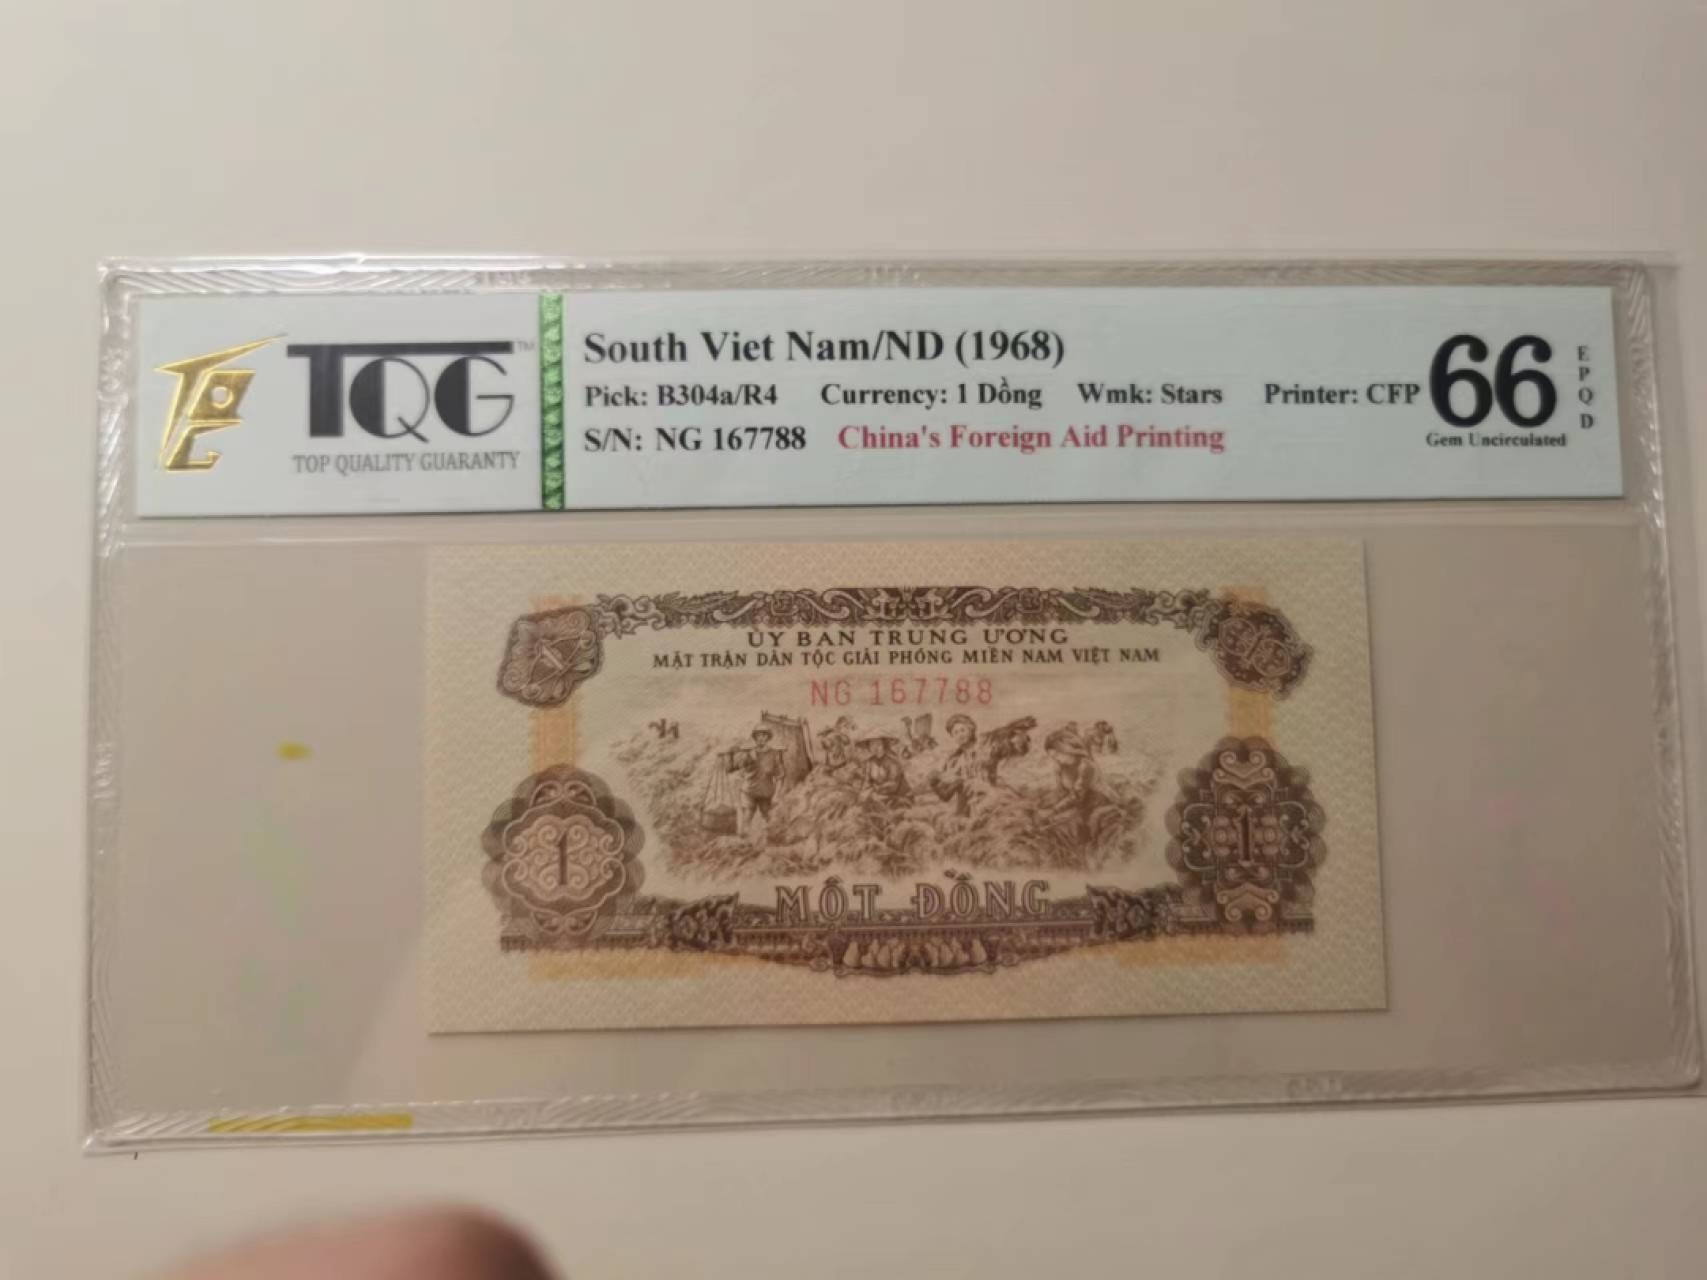 TQG™
TOP QUALITY GUARANTY
South Viet Nam/ND (1968)
Pick: B304a/R4 Currency: 1 Dồng Wmk: Stars Printer: CFP
S/N: NG 167788 China's Foreign Aid Printing
66
EPQD
Gem Uncirculated
ỦY BAN TRUNG ƯƠNG
MẶT TRẬN DÂN TỘC GIẢI PHÓNG MIỀN NAM VIỆT NAM
NG 167788
1
1
1
MỘT ĐỒNG